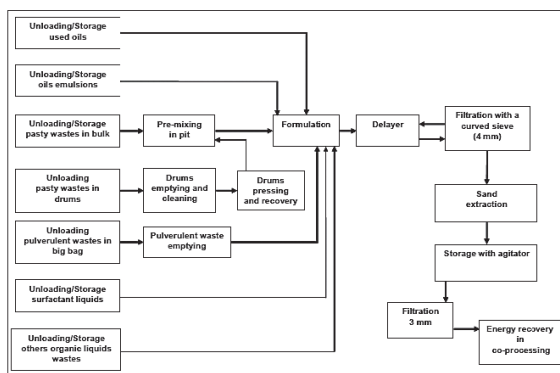 Unloading/Storage
used oils
Unloading/Storage
oils emulsions
Unloading/Storage
pasty wastes in bulk
Pre-mixing
in pit
Formulation
Delayer
Filtration with a
curved sieve
(4 mm)
Unloading
pasty wastes in
drums
Drums
emptying and
cleaning
Drums
pressing
and recovery
Sand
extraction
Unloading
pulverulent wastes in
big bag
Pulverulent waste
emptying
Storage with agitator
Unloading/Storage
surfactant liquids
Filtration
3 mm
Unloading/Storage
others organic liquids
wastes
Energy recovery
in
co-processing